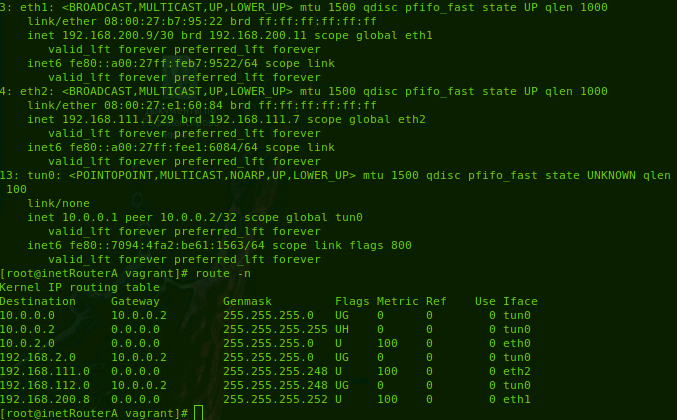 3: eth1: <BROADCAST,MULTICAST,UP,LOWER_UP> mtu 1500 qdisc pfifo_fast state UP qlen 1000
    link/ether 08:00:27:b7:95:22 brd ff:ff:ff:ff:ff:ff
    inet 192.168.200.9/30 brd 192.168.200.11 scope global eth1
       valid_lft forever preferred_lft forever
    inet6 fe80::a00:27ff:feb7:9522/64 scope link
       valid_lft forever preferred_lft forever
4: eth2: <BROADCAST,MULTICAST,UP,LOWER_UP> mtu 1500 qdisc pfifo_fast state UP qlen 1000
    link/ether 08:00:27:e1:60:84 brd ff:ff:ff:ff:ff:ff
    inet 192.168.111.1/29 brd 192.168.111.7 scope global eth2
       valid_lft forever preferred_lft forever
    inet6 fe80::a00:27ff:fee1:6084/64 scope link
       valid_lft forever preferred_lft forever
13: tun0: <POINTOPOINT,MULTICAST,NOARP,UP,LOWER_UP> mtu 1500 qdisc pfifo_fast state UNKNOWN qlen
 100
    link/none
    inet 10.0.0.1 peer 10.0.0.2/32 scope global tun0
       valid_lft forever preferred_lft forever
    inet6 fe80::7094:4fa2:be61:1563/64 scope link flags 800
       valid_lft forever preferred_lft forever
[root@inetRouterA vagrant]# route -n
Kernel IP routing table
Destination     Gateway         Genmask         Flags Metric Ref    Use Iface
10.0.0.0        10.0.0.2        255.255.255.0   UG    0      0        0 tun0
10.0.0.2        0.0.0.0         255.255.255.255 UH    0      0        0 tun0
10.0.2.0        0.0.0.0         255.255.255.0   U     100    0        0 eth0
192.168.2.0     10.0.0.2        255.255.255.0   UG    0      0        0 tun0
192.168.111.0   0.0.0.0         255.255.255.248 U     100    0        0 eth2
192.168.112.0   10.0.0.2        255.255.255.248 UG    0      0        0 tun0
192.168.200.8   0.0.0.0         255.255.255.252 U     100    0        0 eth1
[root@inetRouterA vagrant]#